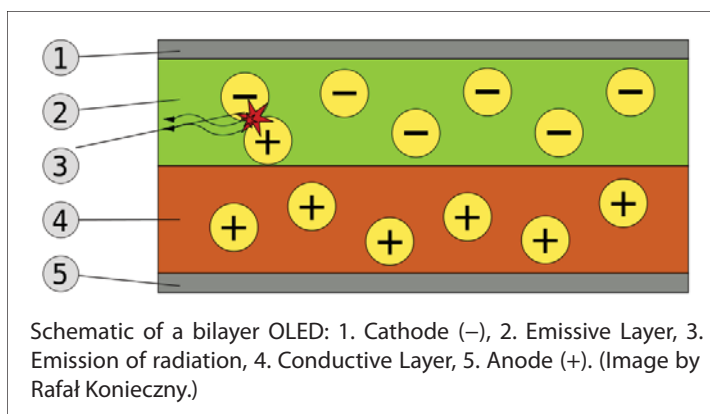 1
2
3
4
5
Schematic of a bilayer OLED: 1. Cathode (−), 2. Emissive Layer, 3.
Emission of radiation, 4. Conductive Layer, 5. Anode (+). (Image by
Rafał Konieczny.)